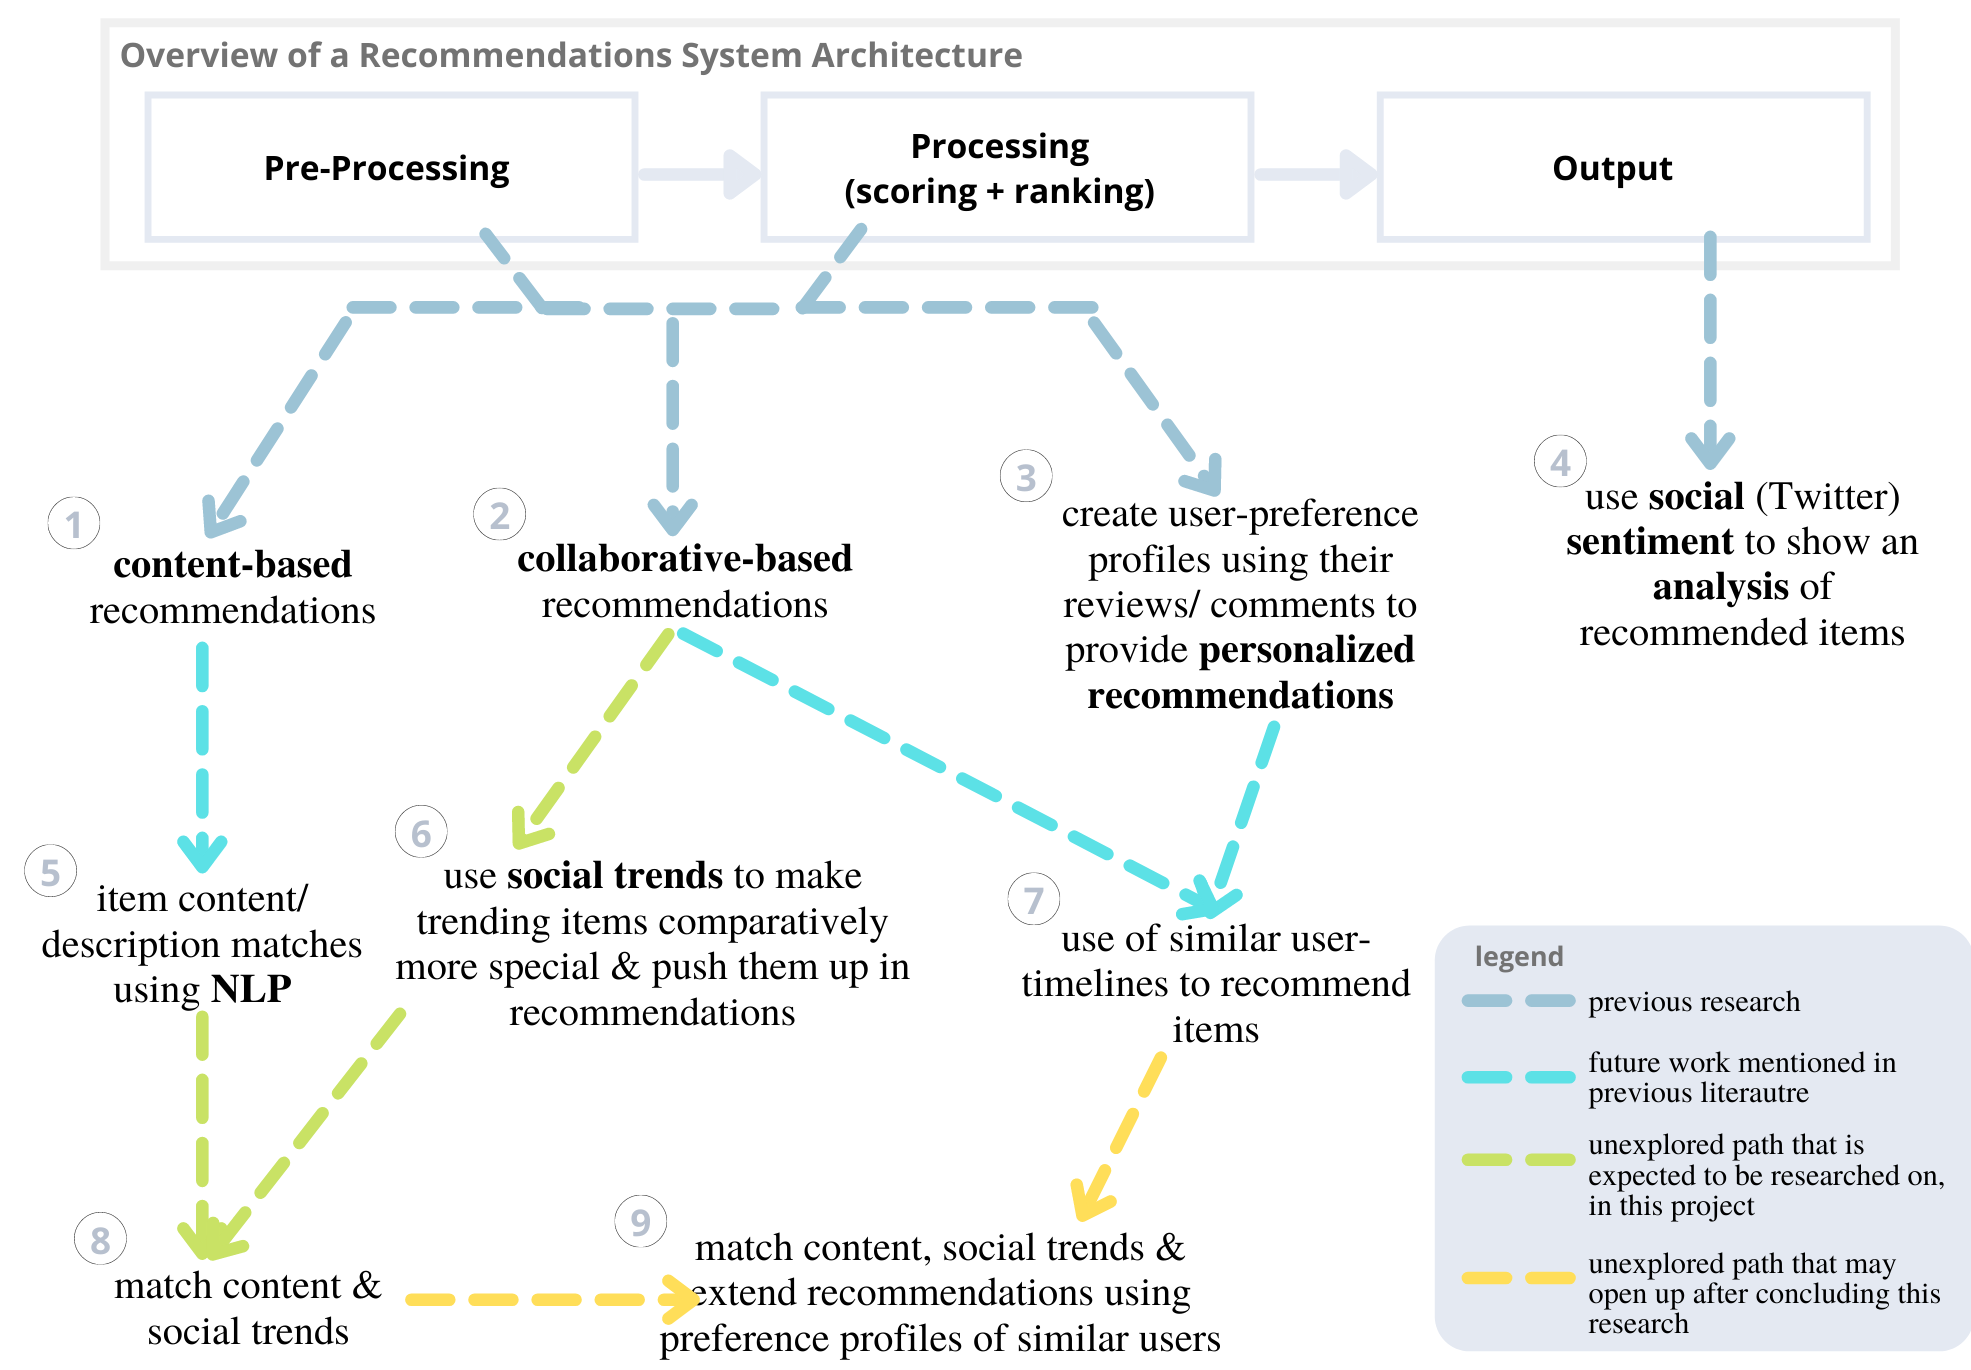 Overview of a Recommendations System Architecture
Pre-Processing
Processing
(scoring + ranking)
Output
1
content-based
recommendations
2
collaborative-based
recommendations
3
create user-preference
profiles using their
reviews/ comments to
provide personalized
recommendations
4
use social (Twitter)
sentiment to show an
analysis of
recommended items
5
item content/
description matches
using NLP
6
use social trends to make
trending items comparatively
more special & push them up in
recommendations
7
use of similar user-
timelines to recommend
items
8
match content &
social trends
9
match content, social trends &
extend recommendations using
preference profiles of similar users
legend
previous research
future work mentioned in
previous literautre
unexplored path that is
expected to be researched on,
in this project
unexplored path that may
open up after concluding this
research